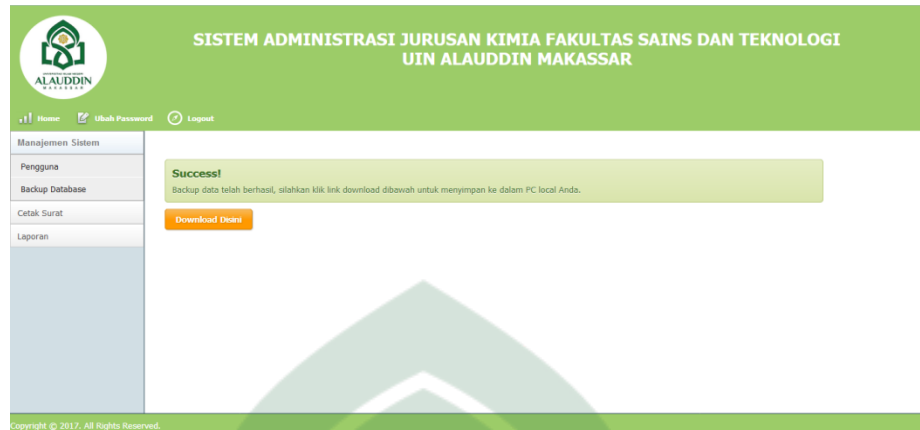 SISTEM ADMINISTRASI JURUSAN KIMIA FAKULTAS SAINS DAN TEKNOLOGI
UIN ALAUDDIN MAKASSAR
ALAUDDIN
MAKASSAR
Home Ubah Password Logout
Manajemen Sistem
Pengguna
Backup Database
Cetak Surat
Laporan
Success!
Backup data telah berhasil, silahkan klik link download dibawah untuk menyimpan ke dalam PC local Anda.
Download Disini
Copyright © 2017. All Rights Reserved.